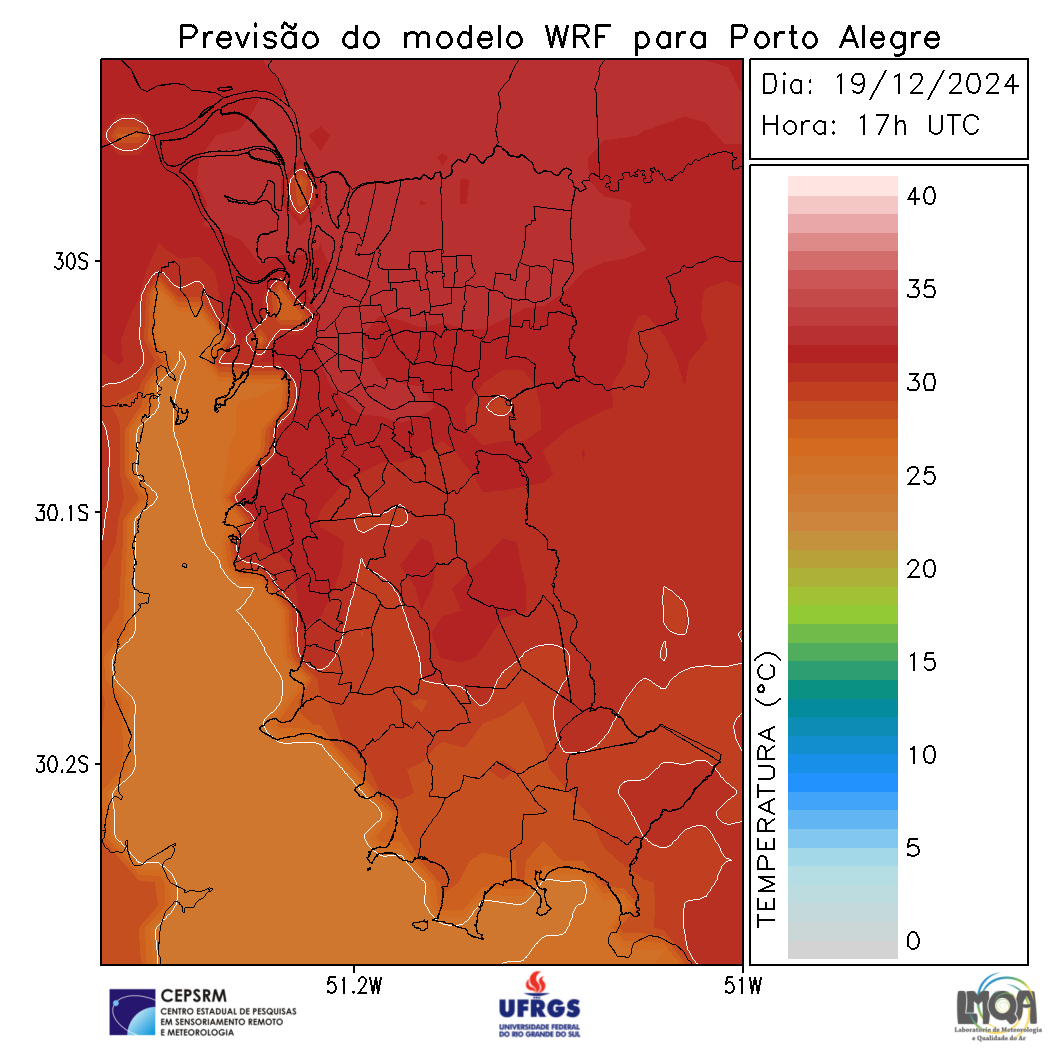 Previsão do modelo WRF para Porto Alegre
Dia: 19/12/2024
Hora: 17h UTC
40
35
30
25
20
15
10
5
0
TEMPERATURA (°C)
30S
30.1S
30.2S
51.2W
51W
CEPSRM
CENTRO ESTADUAL DE PESQUISAS
EM SENSORIAMENTO REMOTO
E METEOROLOGIA
UFRGS
UNIVERSIDADE FEDERAL
DO RIO GRANDE DO SUL
LMQA
Laboratório de Meteorologia
e Qualidade do Ar